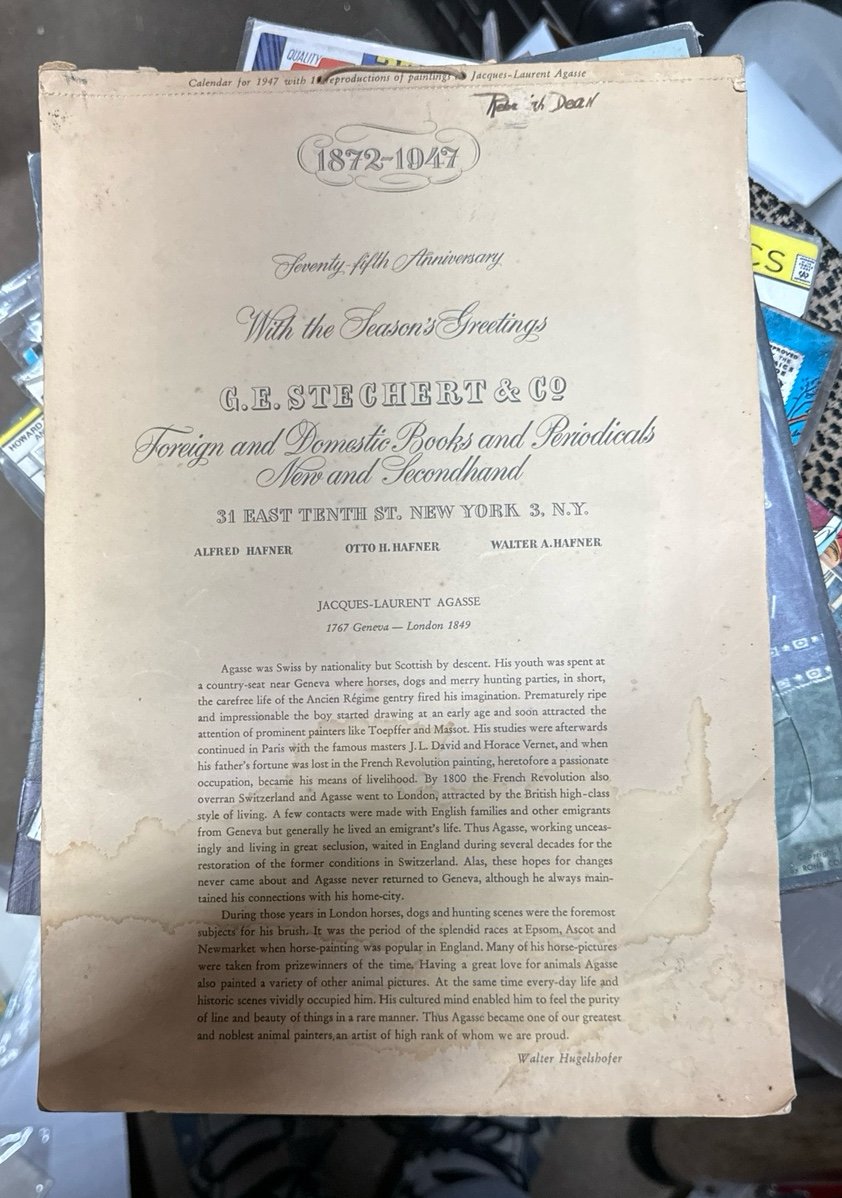 QUALITY
Calendar for 1947 with reproductions of paintings Jacques-Laurent Agasse
Dean
1872-1947
Seventy-fifth Anniversary
With the Season's Greetings
G.E. STECHERT & Co
Foreign and Domestic Books and Periodicals
New and Secondhand
31 EAST TENTH ST. NEW YORK 3, N.Y.
ALFRED HAFNER OTTO H. HAFNER WALTER A. HAFNER
JACQUES-LAURENT AGASSE
1767 Geneva — London 1849
Agasse was Swiss by nationality but Scottish by descent. His youth was spent at
a country-seat near Geneva where horses, dogs and merry hunting parties, in short,
the carefree life of the Ancien Régime gentry fired his imagination. Prematurely ripe
and impressionable the boy started drawing at an early age and soon attracted the
attention of prominent painters like Toepffer and Massot. His studies were afterwards
continued in Paris with the famous masters J. L. David and Horace Vernet, and when
his father's fortune was lost in the French Revolution painting, heretofore a passionate
occupation, became his means of livelihood. By 1800 the French Revolution also
overran Switzerland and Agasse went to London, attracted by the British high-class
style of living. A few contacts were made with English families and other emigrants
from Geneva but generally he lived an emigrant's life. Thus Agasse, working unceas-
ingly and living in great seclusion, waited in England during several decades for the
restoration of the former conditions in Switzerland. Alas, these hopes for changes
never came about and Agasse never returned to Geneva, although he always main-
tained his connections with his home-city.
During those years in London horses, dogs and hunting scenes were the foremost
subjects for his brush. It was the period of the splendid races at Epsom, Ascot and
Newmarket when horse-painting was popular in England. Many of his horse-pictures
were taken from prizewinners of the time. Having a great love for animals Agasse
also painted a variety of other animal pictures. At the same time every-day life and
historic scenes vividly occupied him. His cultured mind enabled him to feel the purity
of line and beauty of things in a rare manner. Thus Agasse became one of our greatest
and noblest animal painters, an artist of high rank of whom we are proud.
Walter Hugelshofer
CS
HOWARD